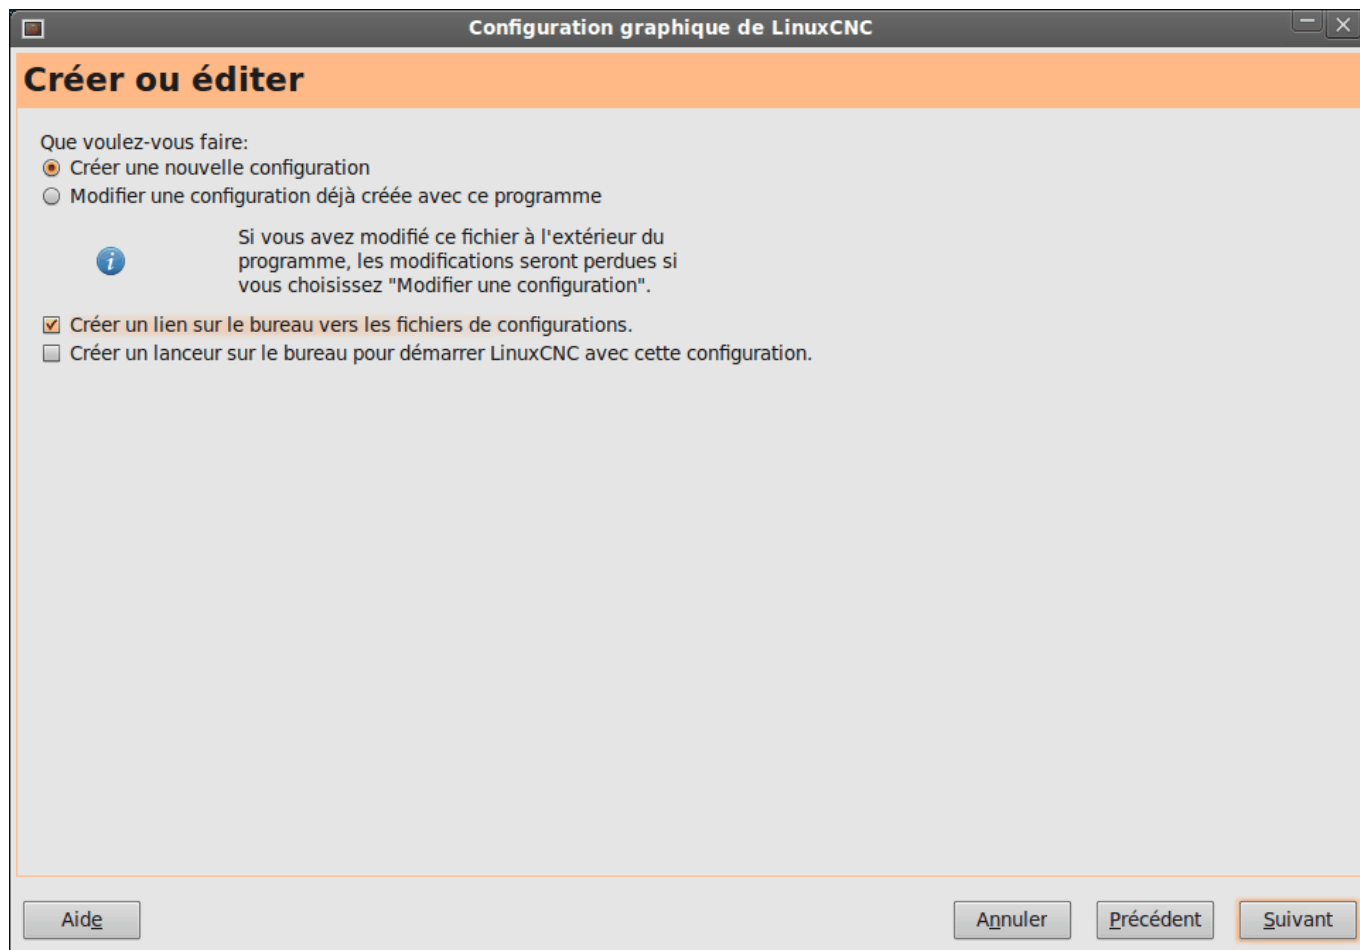 Configuration graphique de LinuxCNC
Créer ou éditer
Que voulez-vous faire:
Créer une nouvelle configuration
Modifier une configuration déjà créée avec ce programme
Si vous avez modifié ce fichier à l'extérieur du
programme, les modifications seront perdues si
vous choisissez "Modifier une configuration".
Créer un lien sur le bureau vers les fichiers de configurations.
Créer un lanceur sur le bureau pour démarrer LinuxCNC avec cette configuration.
Aide Annuler Précédent Suivant